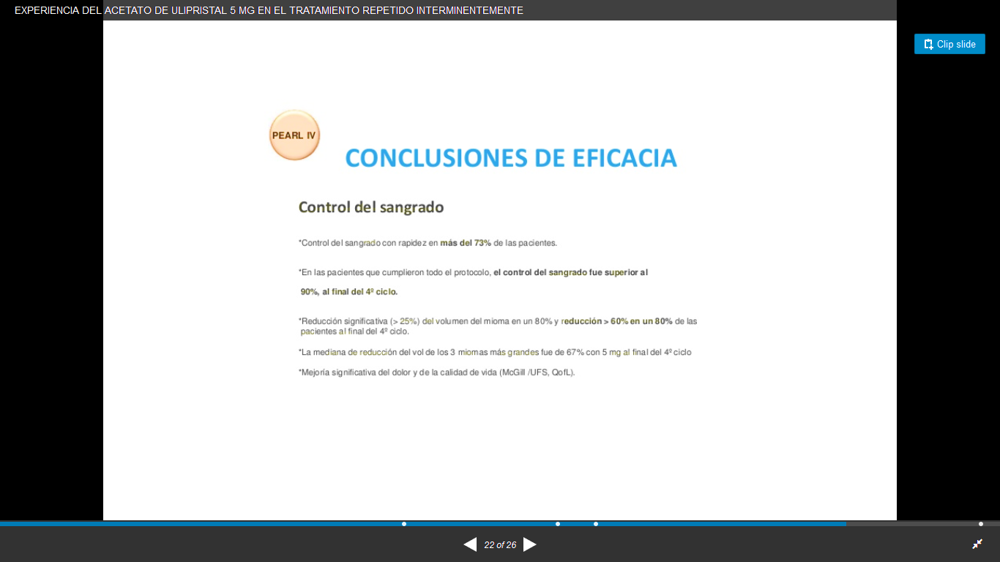 EXPERIENCIA DEL ACETATO DE ULIPRISTAL 5 MG EN EL TRATAMIENTO REPETIDO INTERMINENTEMENTE
Clip slide
PEARL IV
CONCLUSIONES DE EFICACIA
Control del sangrado
*Control del sangrado con rapidez en más del 73% de las pacientes.
*En las pacientes que cumplieron todo el protocolo, el control del sangrado fue superior al
90%, al final del 4º ciclo.
*Reducción significativa (> 25%) del volumen del mioma en un 80% y reducción > 60% en un 80% de las
pacientes al final del 4º ciclo.
*La mediana de reducción del vol de los 3 miomas más grandes fue de 67% con 5 mg al final del 4º ciclo
*Mejoría significativa del dolor y de la calidad de vida (McGill /UFS, QofL).
22 of 26